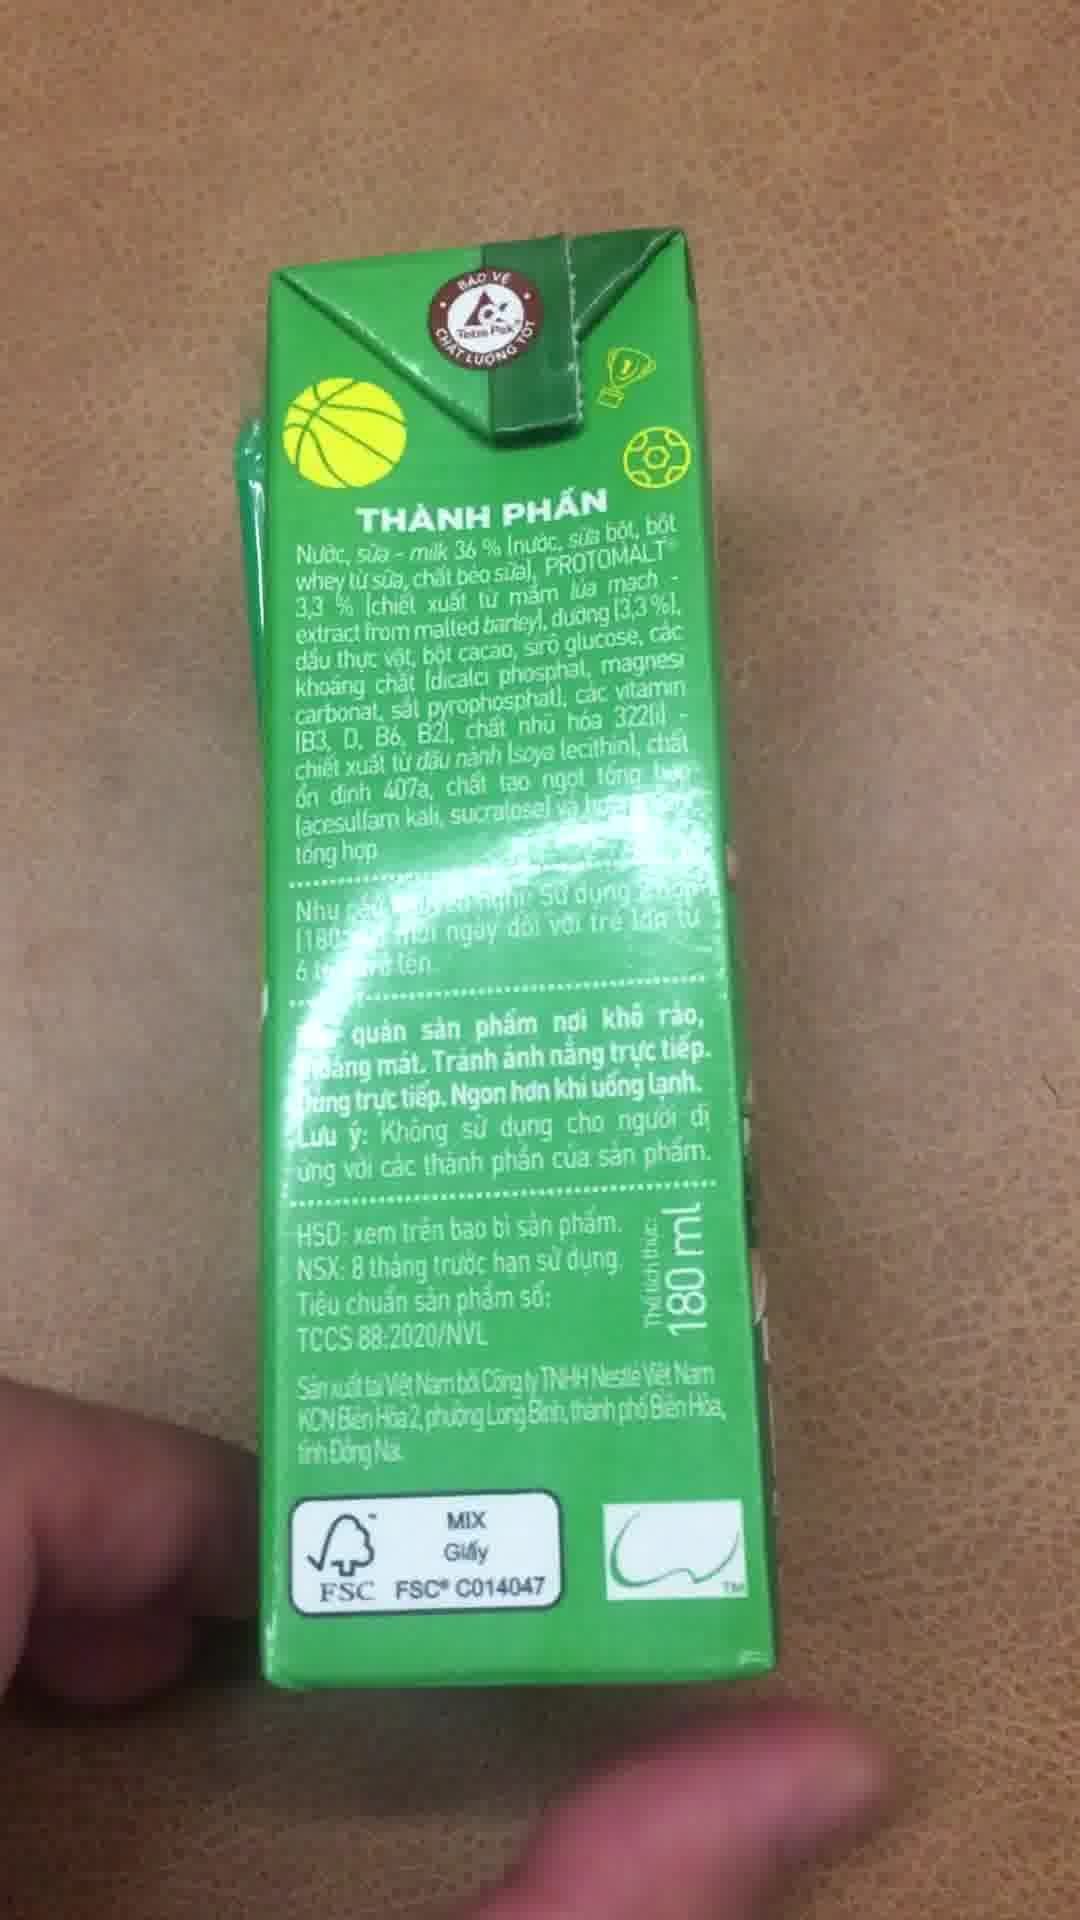 BẢO VỆ
Tetra Pak
CHẤT LƯỢNG TỐT
1
THÀNH PHẦN
Nước, sữa - milk 36 % [nước, sữa bột, bột
whey từ sữa, chất béo sữa], PROTOMALT®
3,3 % [chiết xuất từ mầm lúa mạch -
extract from malted barley], đường [3,3 %],
dầu thực vật, bột cacao, sirô glucose, các
khoáng chất [dicalci phosphat, magnesi
carbonat, sắt pyrophosphat], các vitamin
[B3, D, B6, B2], chất nhũ hóa 322(i) -
chiết xuất từ đậu nành [soya lecithin], chất
ổn định 407a, chất tạo ngọt tổng hợp
[acesulfam kali, sucralose] và
tổng hợp
Nhu nghị: Sử dụng
[180 mỗi ngày đối với trẻ lớn từ
6 lên.
quản sản phẩm nơi khô ráo,
thoáng mát. Tránh ánh nắng trực tiếp.
Dùng trực tiếp. Ngon hơn khi uống lạnh.
Lưu ý: Không sử dụng cho người dị
ứng với các thành phần của sản phẩm.
HSD: xem trên bao bì sản phẩm.
NSX: 8 tháng trước hạn sử dụng.
Tiêu chuẩn sản phẩm số:
TCCS 88:2020/NVL
Thể tích thực:
180 ml
Sản xuất tại Việt Nam bởi Công ty TNHH Nestlé Việt Nam
KCN Biên Hòa 2, phường Long Bình, thành phố Biên Hòa,
tỉnh Đồng Nai.
FSC
MIX
Giấy
FSC® C014047
TM